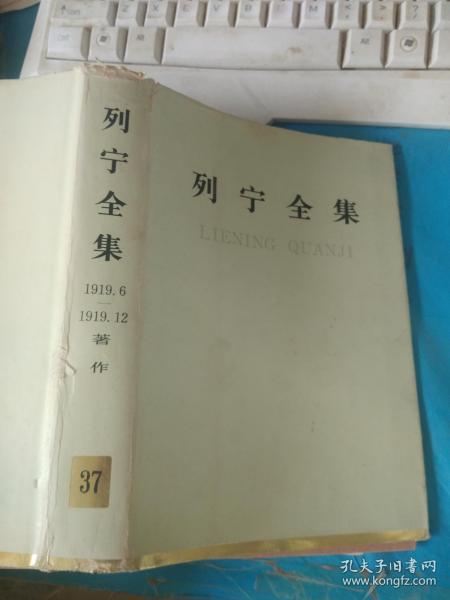 列宁全集
1919.6
—
1919.12
著作
37
列宁全集
LIENING QUANJI
孔夫子旧书网
www.kongfz.com